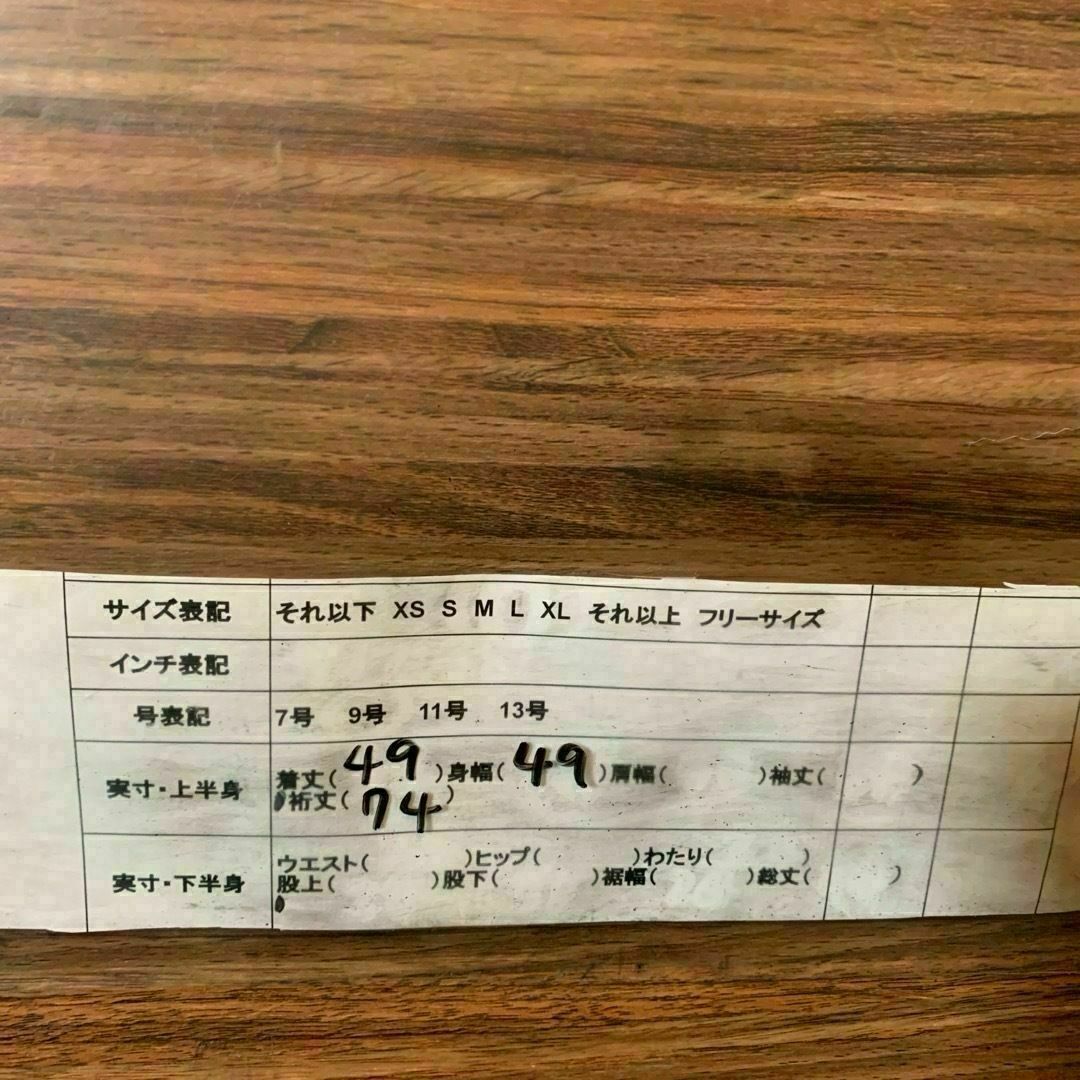 サイズ表記 それ以下 XS S M L XL それ以上 フリーサイズ
インチ表記
号表記 7号 9号 11号 13号
実寸・上半身 着丈( 49 )身幅( 49 )肩幅( )袖丈( )
裄丈( 74 )
実寸・下半身 ウエスト( )ヒップ( )わたり( )
股上( )股下( )裾幅( )総丈( )